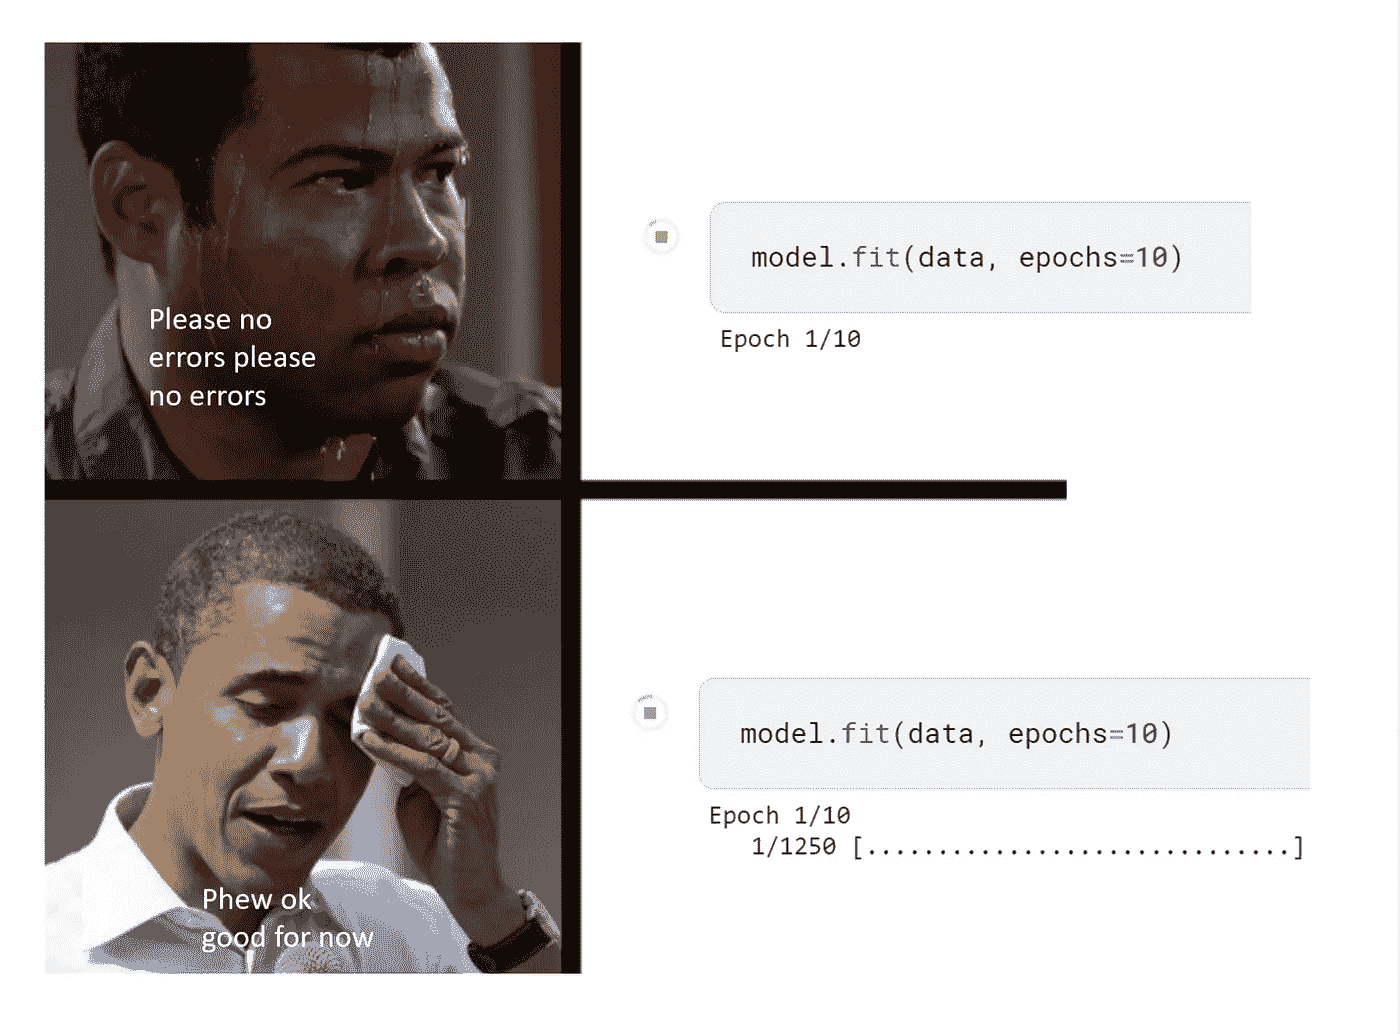 Please no
errors please
no errors
model.fit(data, epochs=10)
Epoch 1/10
Phew ok
good for now
model.fit(data, epochs=10)
Epoch 1/10
1/1250 [..............................]